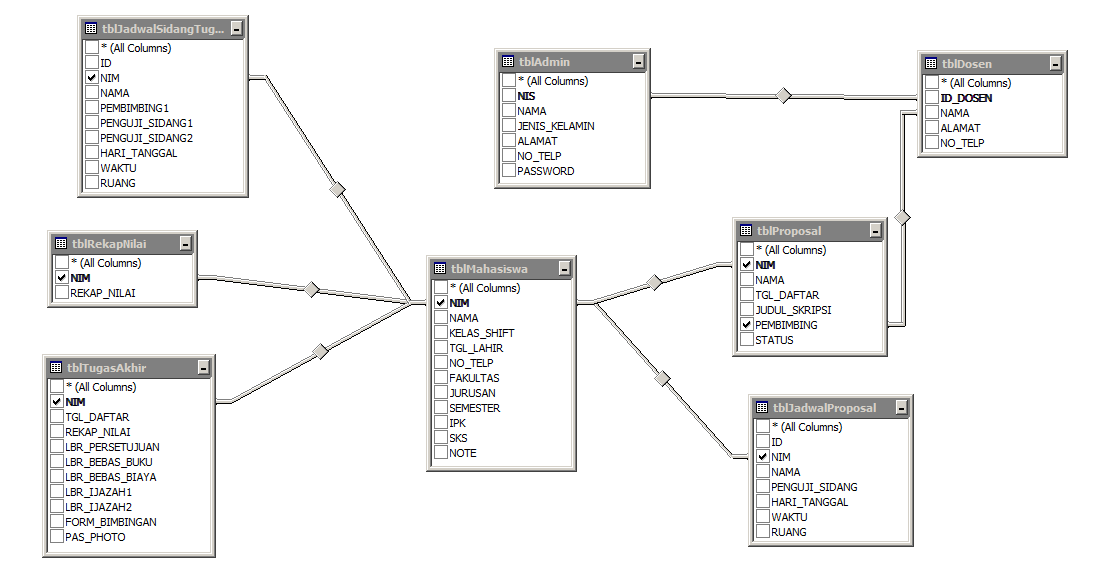 tblJadwalSidangTug...
* (All Columns)
ID
NIM
NAMA
PEMBIMBING1
PENGUJI_SIDANG1
PENGUJI_SIDANG2
HARI_TANGGAL
WAKTU
RUANG
tblAdmin
* (All Columns)
NIS
NAMA
JENIS_KELAMIN
ALAMAT
NO_TELP
PASSWORD
tblDosen
* (All Columns)
ID_DOSEN
NAMA
ALAMAT
NO_TELP
tblRekapNilai
* (All Columns)
NIM
REKAP_NILAI
tblMahasiswa
* (All Columns)
NIM
NAMA
KELAS_SHIFT
TGL_LAHIR
NO_TELP
FAKULTAS
JURUSAN
SEMESTER
IPK
SKS
NOTE
tblProposal
* (All Columns)
NIM
NAMA
TGL_DAFTAR
JUDUL_SKRIPSI
PEMBIMBING
STATUS
tblTugasAkhir
* (All Columns)
NIM
TGL_DAFTAR
REKAP_NILAI
LBR_PERSETUJUAN
LBR_BEBAS_BUKU
LBR_BEBAS_BIAYA
LBR_IJAZAH1
LBR_IJAZAH2
FORM_BIMBINGAN
PAS_PHOTO
tblJadwalProposal
* (All Columns)
ID
NIM
NAMA
PENGUJI_SIDANG
HARI_TANGGAL
WAKTU
RUANG